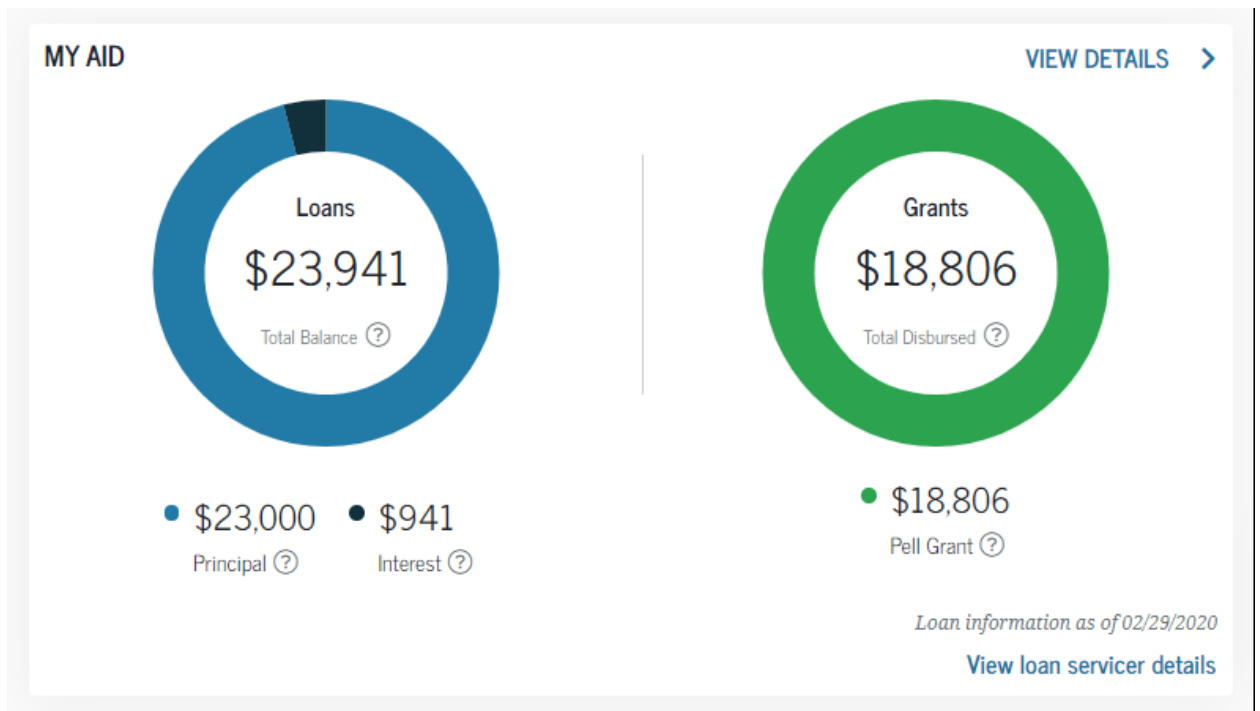 MY AID
VIEW DETAILS
Loans
$23,941
Total Balance ?
$23,000
Principal ?
$941
Interest ?
Grants
$18,806
Total Disbursed ?
$18,806
Pell Grant ?
Loan information as of 02/29/2020
View loan servicer details